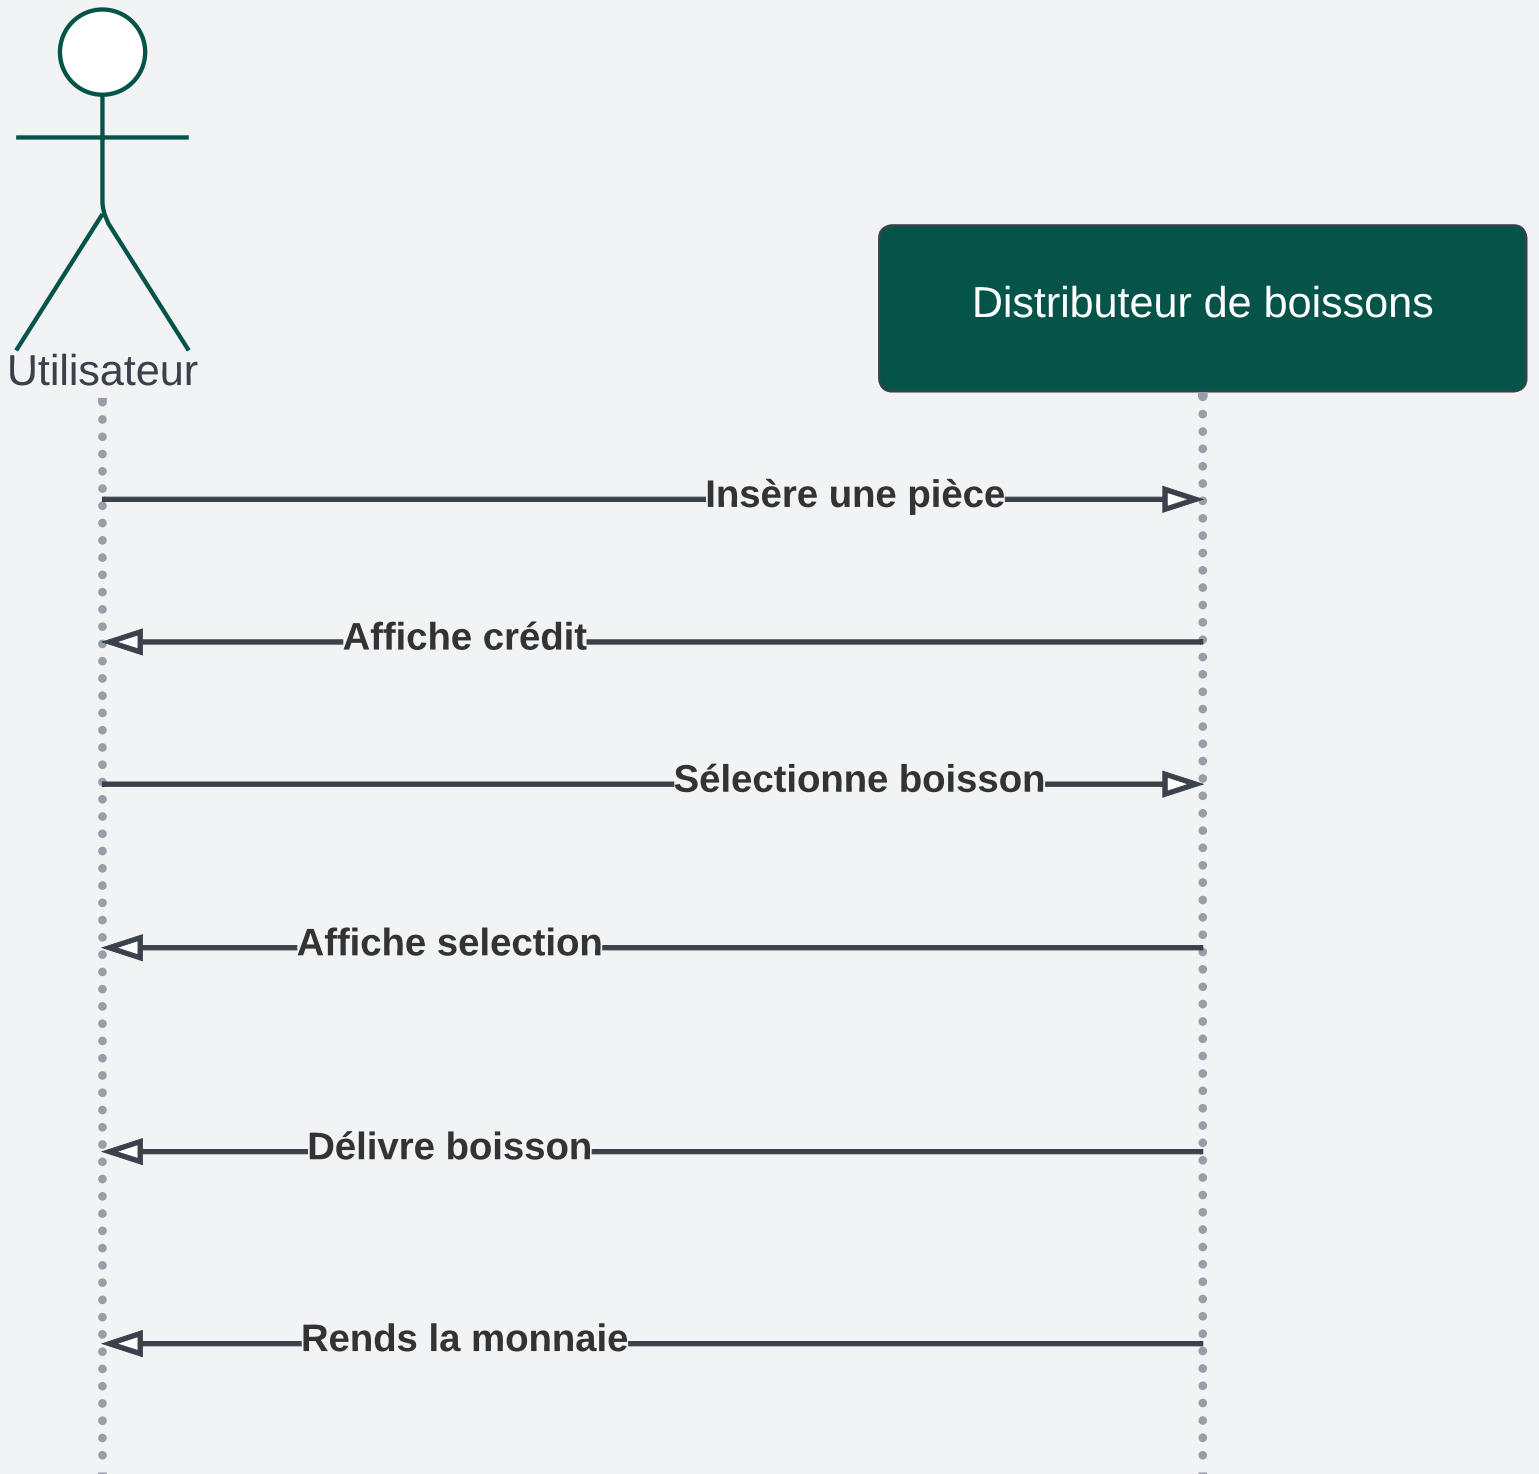 Utilisateur
Distributeur de boissons
Insère une pièce
Affiche crédit
Sélectionne boisson
Affiche selection
Délivre boisson
Rends la monnaie